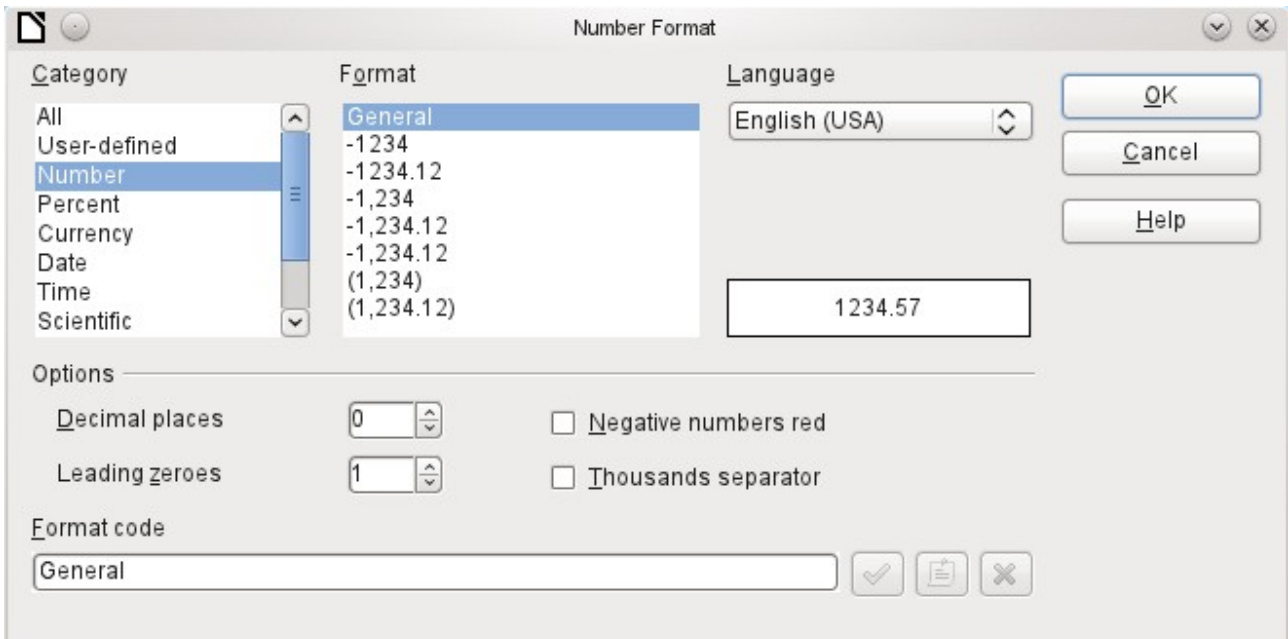 Number Format
Category
All
User-defined
Number
Percent
Currency
Date
Time
Scientific
Format
General
-1234
-1234.12
-1,234
-1,234.12
-1,234.12
(1,234)
(1,234.12)
Language
English (USA)
1234.57
OK
Cancel
Help
Options
Decimal places 0
Negative numbers red
Leading zeroes 1
Thousands separator
Format code
General